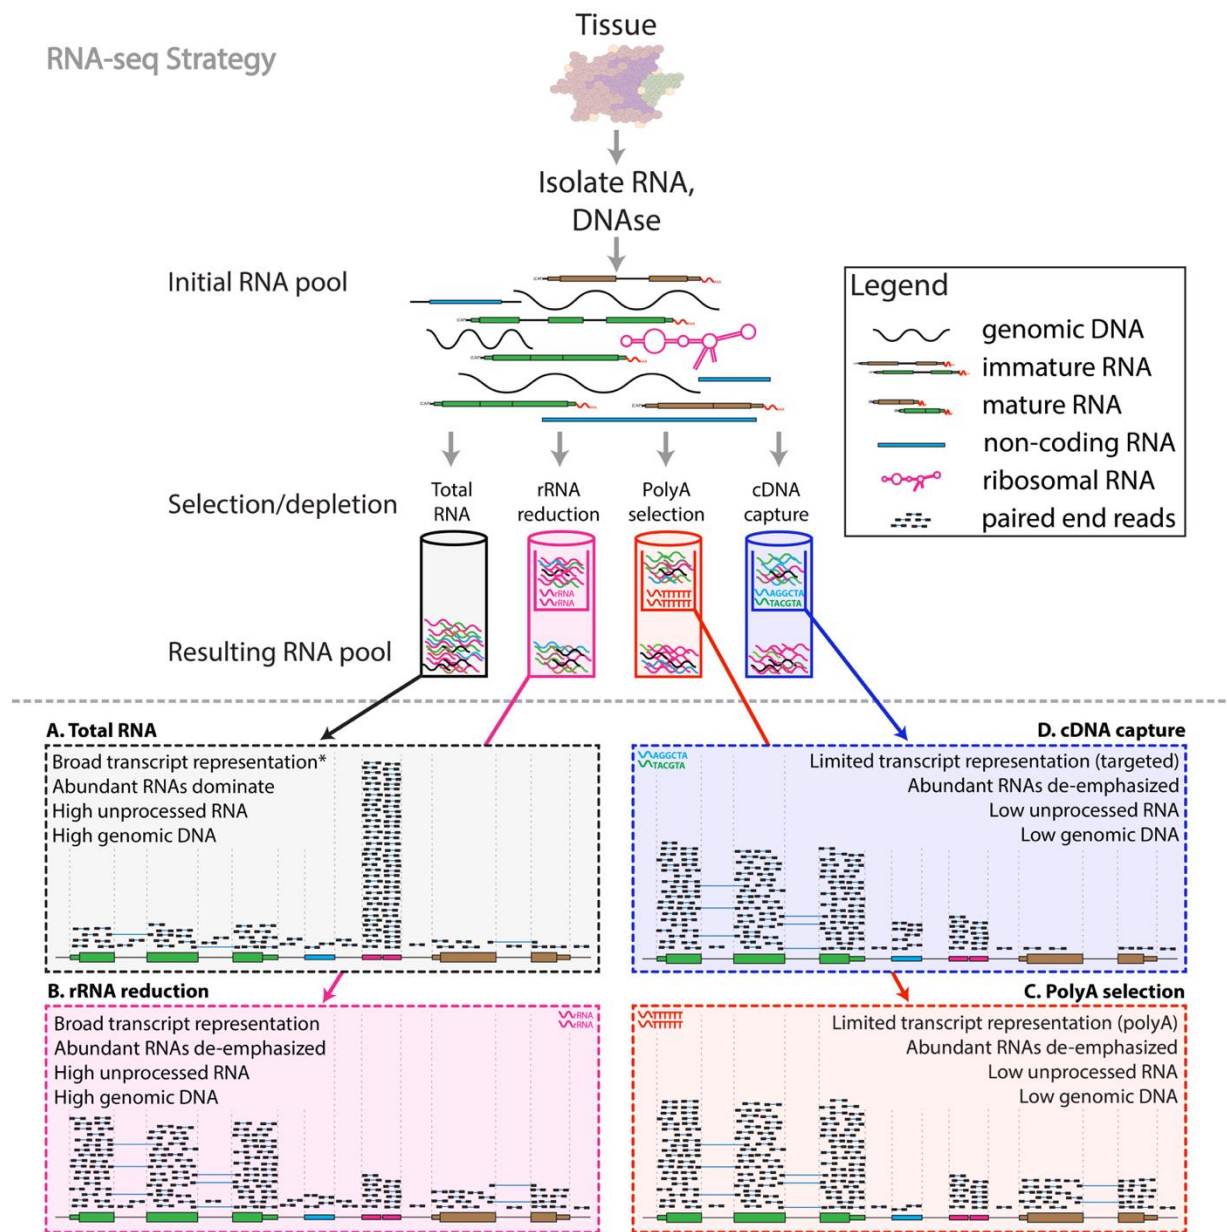 RNA-seq Strategy
Tissue
Isolate RNA,
DNAse
Initial RNA pool
Legend
genomic DNA
immature RNA
mature RNA
non-coding RNA
ribosomal RNA
paired end reads
Selection/depletion
Total
RNA
rRNA
reduction
PolyA
selection
cDNA
capture
rRNA
rRNA
TTTTTT
TTTTTT
AGGCTA
TACGTA
Resulting RNA pool
A. Total RNA
Broad transcript representation*
Abundant RNAs dominate
High unprocessed RNA
High genomic DNA
D. cDNA capture
AGGCTA
TACGTA
Limited transcript representation (targeted)
Abundant RNAs de-emphasized
Low unprocessed RNA
Low genomic DNA
B. rRNA reduction
Broad transcript representation
Abundant RNAs de-emphasized
High unprocessed RNA
High genomic DNA
rRNA
rRNA
C. PolyA selection
TTTTTT
TTTTTT
Limited transcript representation (polyA)
Abundant RNAs de-emphasized
Low unprocessed RNA
Low genomic DNA